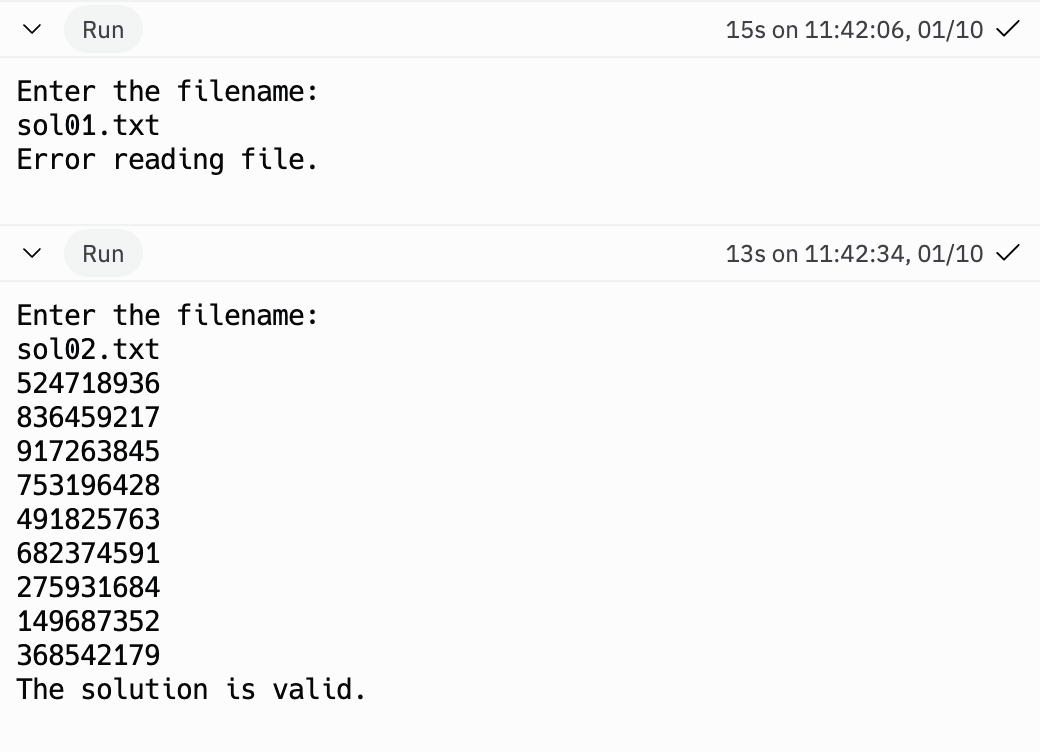 Run
15s on 11:42:06, 01/10
Enter the filename:
sol01.txt
Error reading file.
Run
13s on 11:42:34, 01/10
Enter the filename:
sol02.txt
524718936
836459217
917263845
753196428
491825763
682374591
275931684
149687352
368542179
The solution is valid.